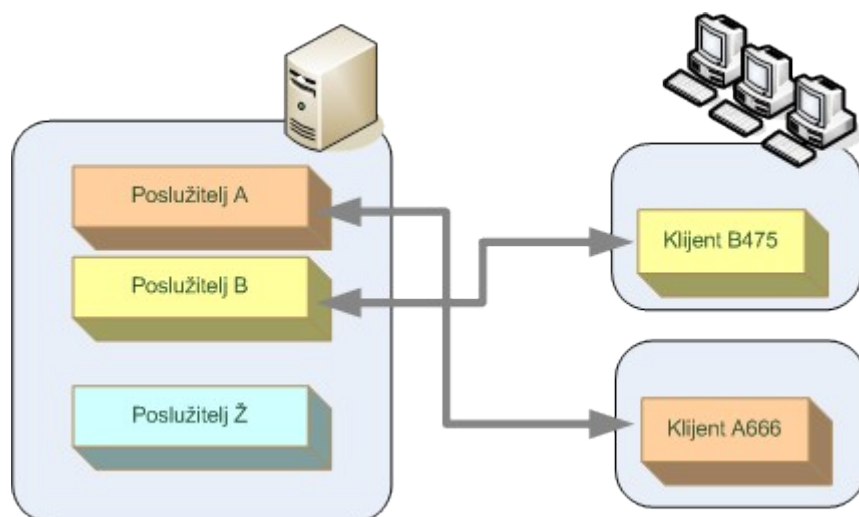 Poslužitelj A
Poslužitelj B
Poslužitelj Ž
Klijent B475
Klijent A666